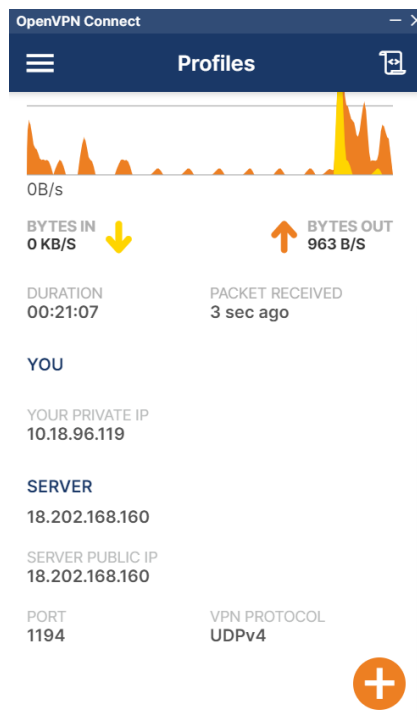 OpenVPN Connect
Profiles
0B/s
BYTES IN
0 KB/S
BYTES OUT
963 B/S
DURATION
00:21:07
PACKET RECEIVED
3 sec ago
YOU
YOUR PRIVATE IP
10.18.96.119
SERVER
18.202.168.160
SERVER PUBLIC IP
18.202.168.160
PORT
1194
VPN PROTOCOL
UDPv4